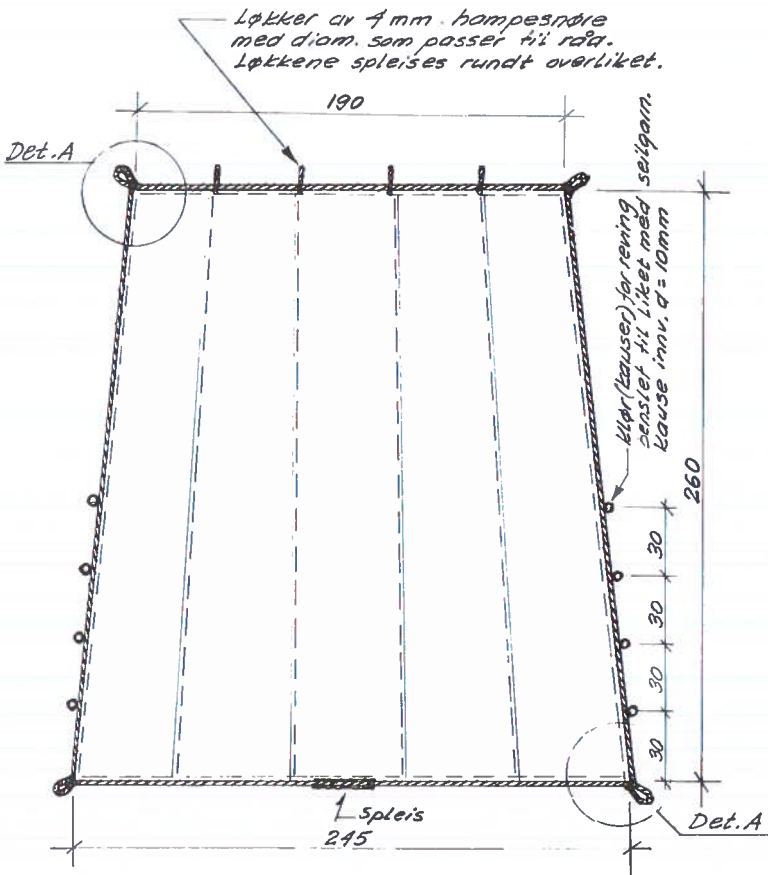 Løkker av 4 mm hampesnøre
med diam. som passer til råa.
Løkkene spleises rundt overliket.
190
Det.A
klør (kauser) for reving
benslet til liket med seilgarn.
kause innv. d=10mm
260
30
30
30
30
Spleis
245
Det.A